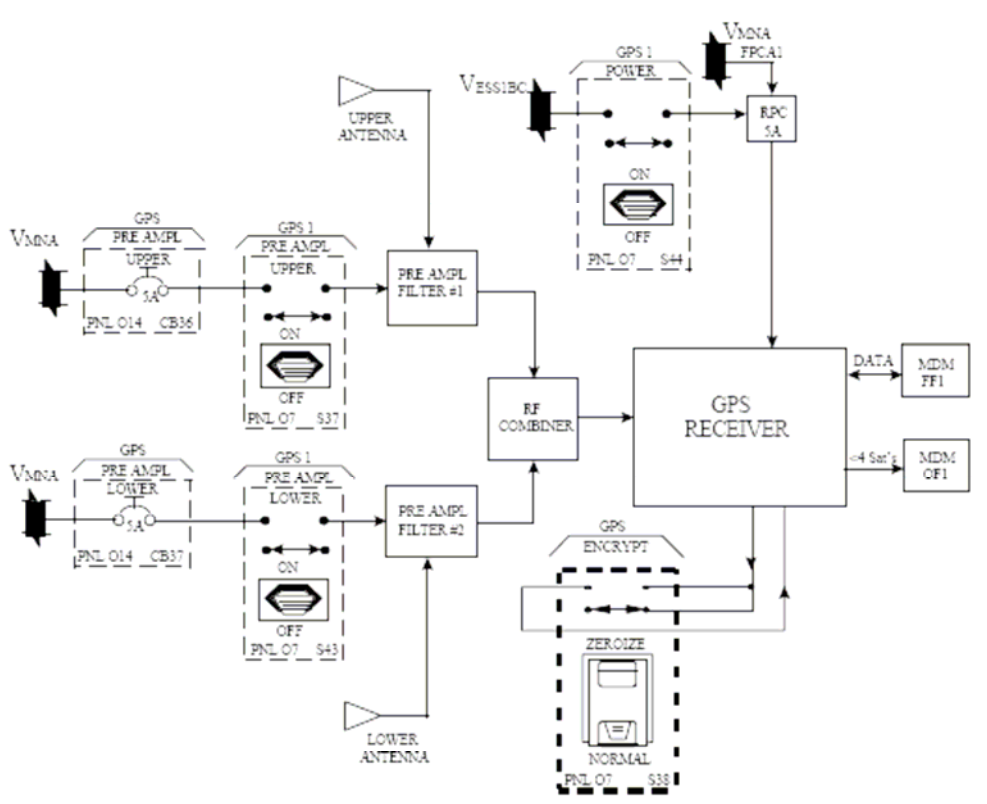 VMNA
FPCA1
GPS 1
POWER
VESS1BC
RPC
5A
ON
OFF
PNL O7 S44
UPPER
ANTENNA
VMNA
GPS
PRE AMPL
UPPER
5A
PNL O14 CB36
GPS 1
PRE AMPL
UPPER
ON
OFF
PNL O7 S37
PRE AMPL
FILTER #1
RF
COMBINER
GPS
RECEIVER
DATA
MDM
FF1
<4 Sat's
MDM
OF1
VMNA
GPS
PRE AMPL
LOWER
5A
PNL O14 CB37
GPS 1
PRE AMPL
LOWER
ON
OFF
PNL O7 S43
PRE AMPL
FILTER #2
LOWER
ANTENNA
GPS
ENCRYPT
ZEROIZE
NORMAL
PNL O7 S38